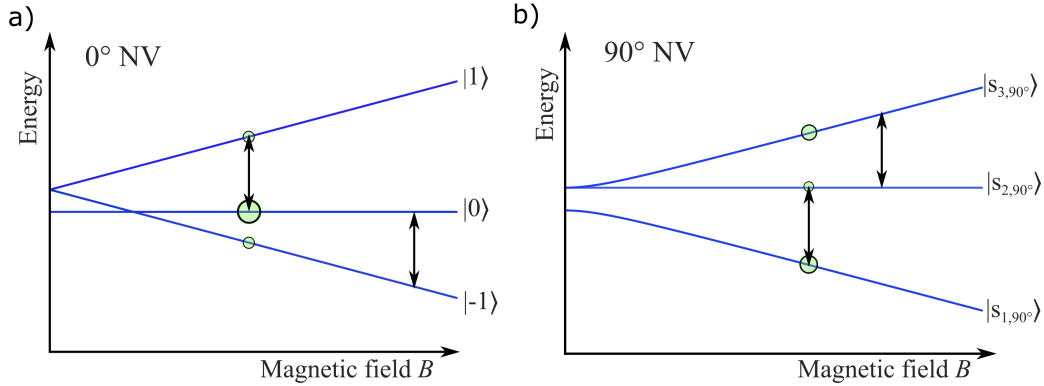 a)
0° NV
Energy
|1⟩
|0⟩
|-1⟩
Magnetic field B
b)
90° NV
Energy
|s3,90°⟩
|s2,90°⟩
|s1,90°⟩
Magnetic field B